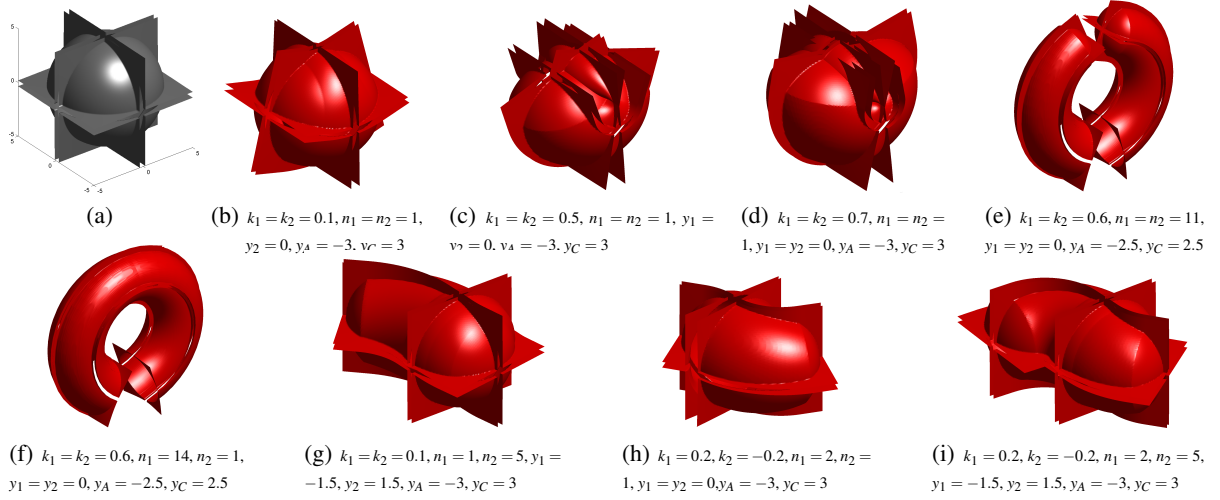 5
0
-5
5
0
-5
-5
0
5
(a)
(b) k₁ = k₂ = 0.1, n₁ = n₂ = 1,
y₂ = 0, y_A = −3, y_C = 3
(c) k₁ = k₂ = 0.5, n₁ = n₂ = 1, y₁ =
y₂ = 0, y_A = −3, y_C = 3
(d) k₁ = k₂ = 0.7, n₁ = n₂ =
1, y₁ = y₂ = 0, y_A = −3, y_C = 3
(e) k₁ = k₂ = 0.6, n₁ = n₂ = 11,
y₁ = y₂ = 0, y_A = −2.5, y_C = 2.5
(f) k₁ = k₂ = 0.6, n₁ = 14, n₂ = 1,
y₁ = y₂ = 0, y_A = −2.5, y_C = 2.5
(g) k₁ = k₂ = 0.1, n₁ = 1, n₂ = 5, y₁ =
−1.5, y₂ = 1.5, y_A = −3, y_C = 3
(h) k₁ = 0.2, k₂ = −0.2, n₁ = 2, n₂ =
1, y₁ = y₂ = 0, y_A = −3, y_C = 3
(i) k₁ = 0.2, k₂ = −0.2, n₁ = 2, n₂ = 5,
y₁ = −1.5, y₂ = 1.5, y_A = −3, y_C = 3